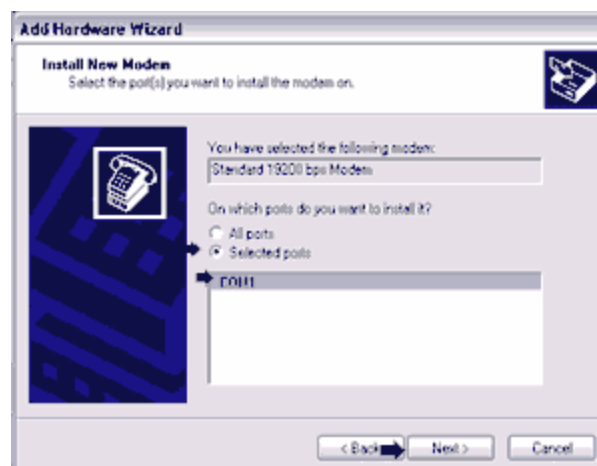 Add Hardware Wizard
Install New Modem
Select the port(s) you want to install the modem on.
You have selected the following modem:
Standard 19200 bps Modem
On which ports do you want to install it?
All ports
Selected ports
COM1
< Back
Next >
Cancel